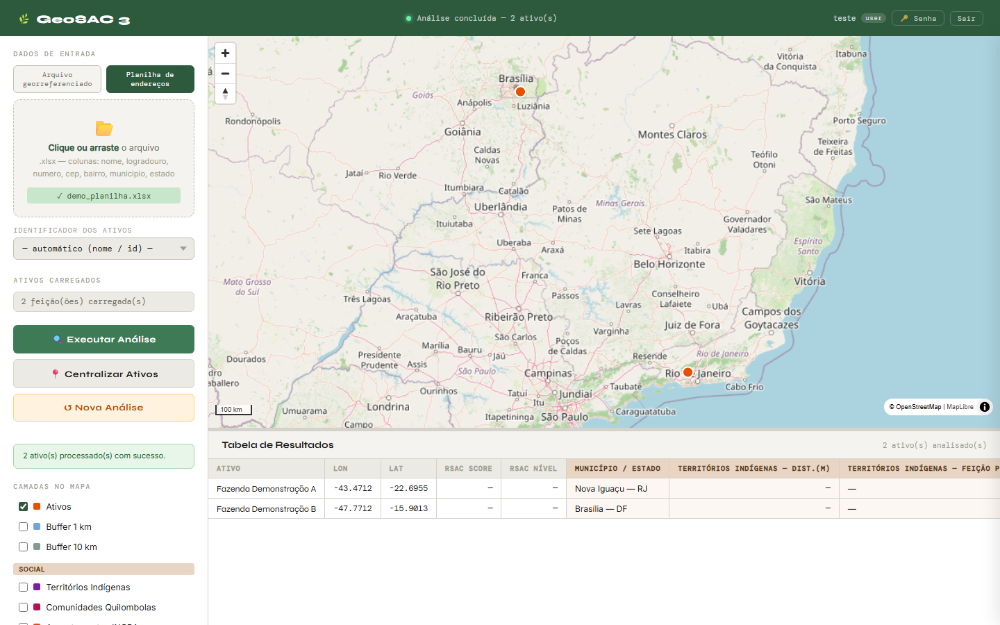 GeoSAC 3
Análise concluída — 2 ativo(s)
teste user Senha Sair
DADOS DE ENTRADA
Arquivo georreferenciado
Planilha de endereços
Clique ou arraste o arquivo
.xlsx — colunas: nome, logradouro,
numero, cep, bairro, municipio, estado
✓ demo_planilha.xlsx
IDENTIFICADOR DOS ATIVOS
— automático (nome / id) —
ATIVOS CARREGADOS
2 feição(ões) carregada(s)
Executar Análise
Centralizar Ativos
↺ Nova Análise
2 ativo(s) processado(s) com sucesso.
CAMADAS NO MAPA
Ativos
Buffer 1 km
Buffer 10 km
SOCIAL
Territórios Indígenas
Comunidades Quilombolas
Vitória da Conquista
Itabuna
Brasília
Goiás
Anápolis
Luziânia
Rondonópolis
Goiânia
Montes Claros
Porto Seguro
Teixeira de Freitas
Caldas Novas
Teófilo Otoni
Jataí
Rio Verde
Itumbiara
Catalão
São Mateus
Uberlândia
Patos de Minas
Minas Gerais
Ituiutaba
Sete Lagoas
Governador Valadares
Uberaba
Araxá
Itabira
Espírito Santo
Belo Horizonte
São José do Rio Preto
Franca
Mato Grosso do Sul
Vitória
Três Lagoas
Passos
Conselheiro Lafaiete
Lavras
Ubá
Campos dos Goytacazes
Araçatuba
Ribeirão Preto
Juiz de Fora
São Carlos
Varginha
Marília
Bauru
Jaú
Poços de Caldas
Presidente Prudente
Assis
Resende
Rio de Janeiro
Dourados
São Paulo
Campinas
Rio de Janeiro
dro
aballero
Ourinhos
Tatuí
Jundiaí
Taubaté
Cabo Frio
Londrina
Itu
Umuarama
Itapetininga
São Paulo
Caraguatatuba
Campo
100 km
© OpenStreetMap | MapLibre
Tabela de Resultados
2 ativo(s) analisado(s)
ATIVO LON LAT RSAC SCORE RSAC NÍVEL MUNICÍPIO / ESTADO TERRITÓRIOS INDÍGENAS — DIST.(M) TERRITÓRIOS INDÍGENAS — FEIÇÃO P
Fazenda Demonstração A -43.4712 -22.6955 — — Nova Iguaçu — RJ — —
Fazenda Demonstração B -47.7712 -15.9013 — — Brasília — DF — —